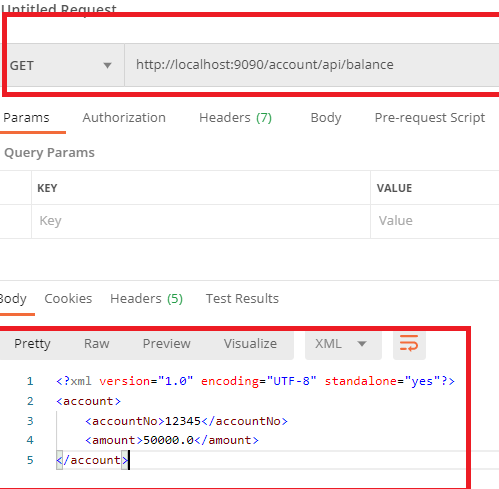 Untitled Request
GET http://localhost:9090/account/api/balance
Params Authorization Headers (7) Body Pre-request Script
Query Params
KEY VALUE
Key Value
Body Cookies Headers (5) Test Results
Pretty Raw Preview Visualize XML
1 <?xml version="1.0" encoding="UTF-8" standalone="yes"?>
2 <account>
3 <accountNo>12345</accountNo>
4 <amount>50000.0</amount>
5 </account>